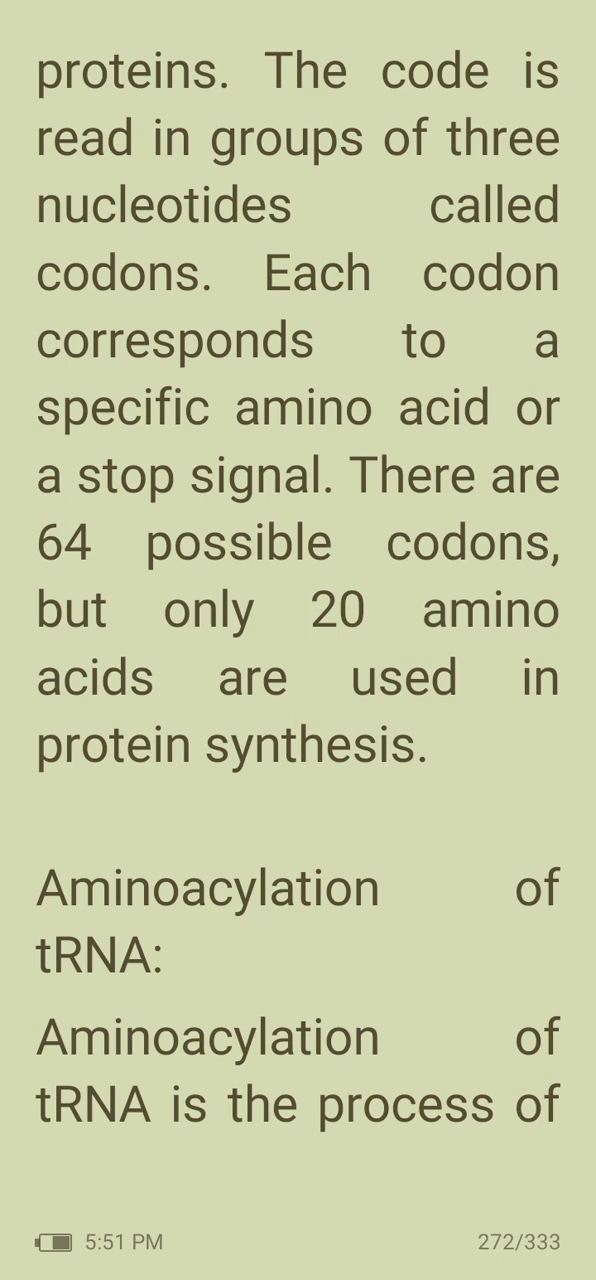 proteins. The code is
read in groups of three
nucleotides called
codons. Each codon
corresponds to a
specific amino acid or
a stop signal. There are
64 possible codons,
but only 20 amino
acids are used in
protein synthesis.
Aminoacylation of
tRNA:
Aminoacylation of
tRNA is the process of
5:51 PM 272/333